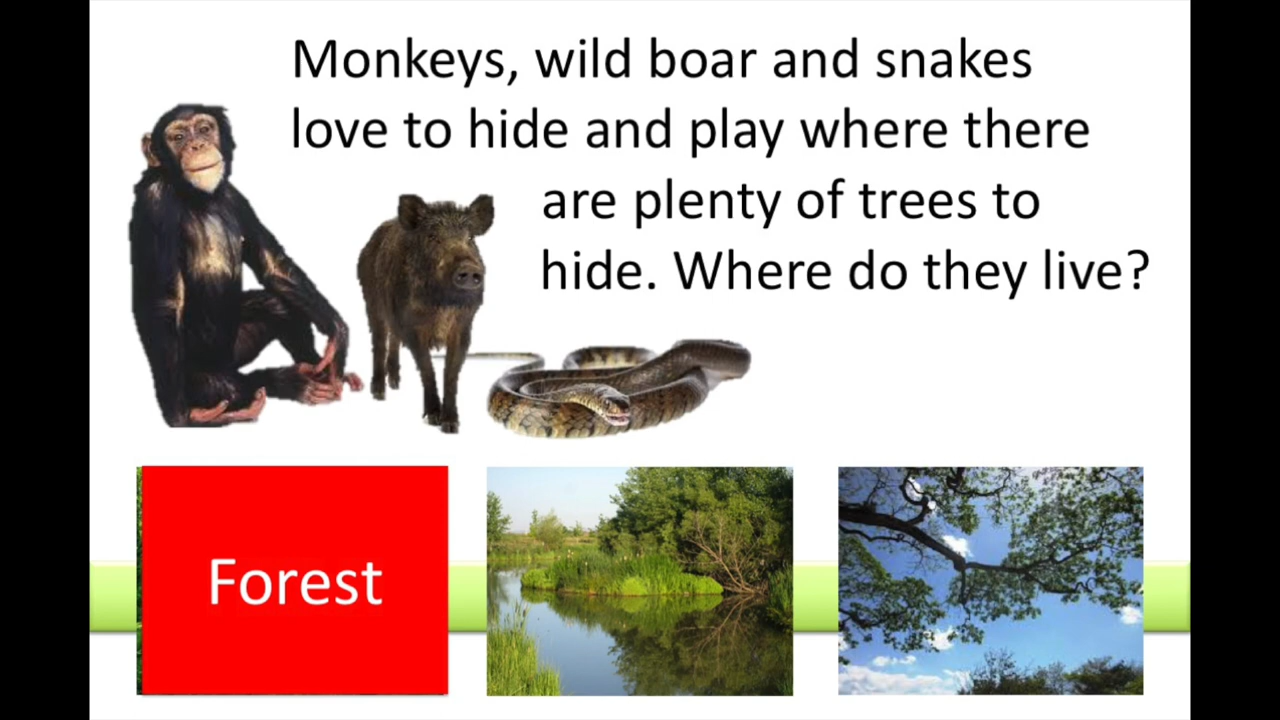 Monkeys, wild boar and snakes
love to hide and play where there
are plenty of trees to
hide. Where do they live?
Forest